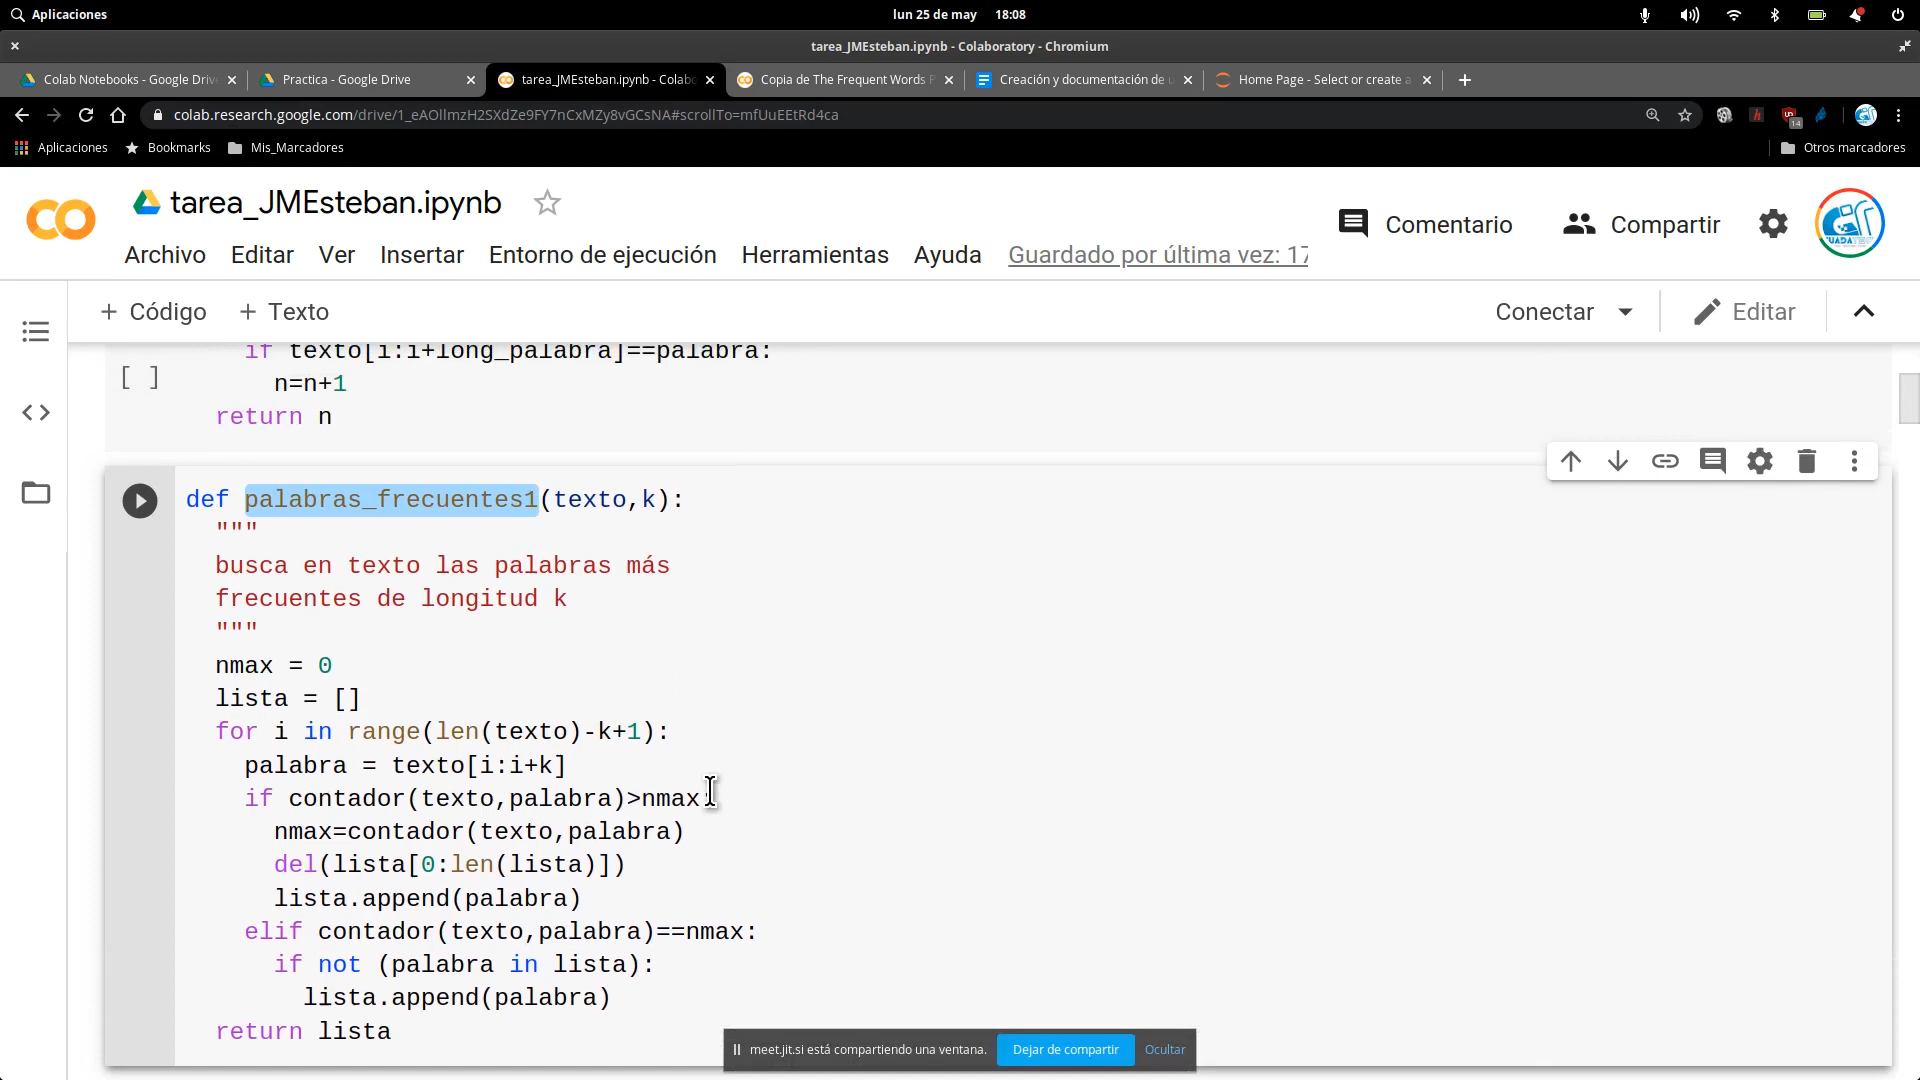 Aplicaciones
lun 25 de may 18:08
tarea_JMEsteban.ipynb - Colaboratory - Chromium
Colab Notebooks - Google Driv
Practica - Google Drive
tarea_JMEsteban.ipynb - Colabo
Copia de The Frequent Words P
Creación y documentación de u
Home Page - Select or create a
colab.research.google.com/drive/1_eAOllmzH2SXdZe9FY7nCxMZy8vGCsNA#scrollTo=mfUuEEtRd4ca
14
Aplicaciones
Bookmarks
Mis_Marcadores
Otros marcadores
tarea_JMEsteban.ipynb
Comentario
Compartir
Archivo Editar Ver Insertar Entorno de ejecución Herramientas Ayuda Guardado por última vez: 17
+ Código + Texto
Conectar
Editar
if texto[i:i+long_palabra]==palabra:
[ ]
n=n+1
return n
def palabras_frecuentes1(texto,k):
"""
busca en texto las palabras más
frecuentes de longitud k
"""
nmax = 0
lista = []
for i in range(len(texto)-k+1):
palabra = texto[i:i+k]
if contador(texto,palabra)>nmax:
nmax=contador(texto,palabra)
del(lista[0:len(lista)])
lista.append(palabra)
elif contador(texto,palabra)==nmax:
if not (palabra in lista):
lista.append(palabra)
return lista
meet.jit.si está compartiendo una ventana.
Dejar de compartir
Ocultar